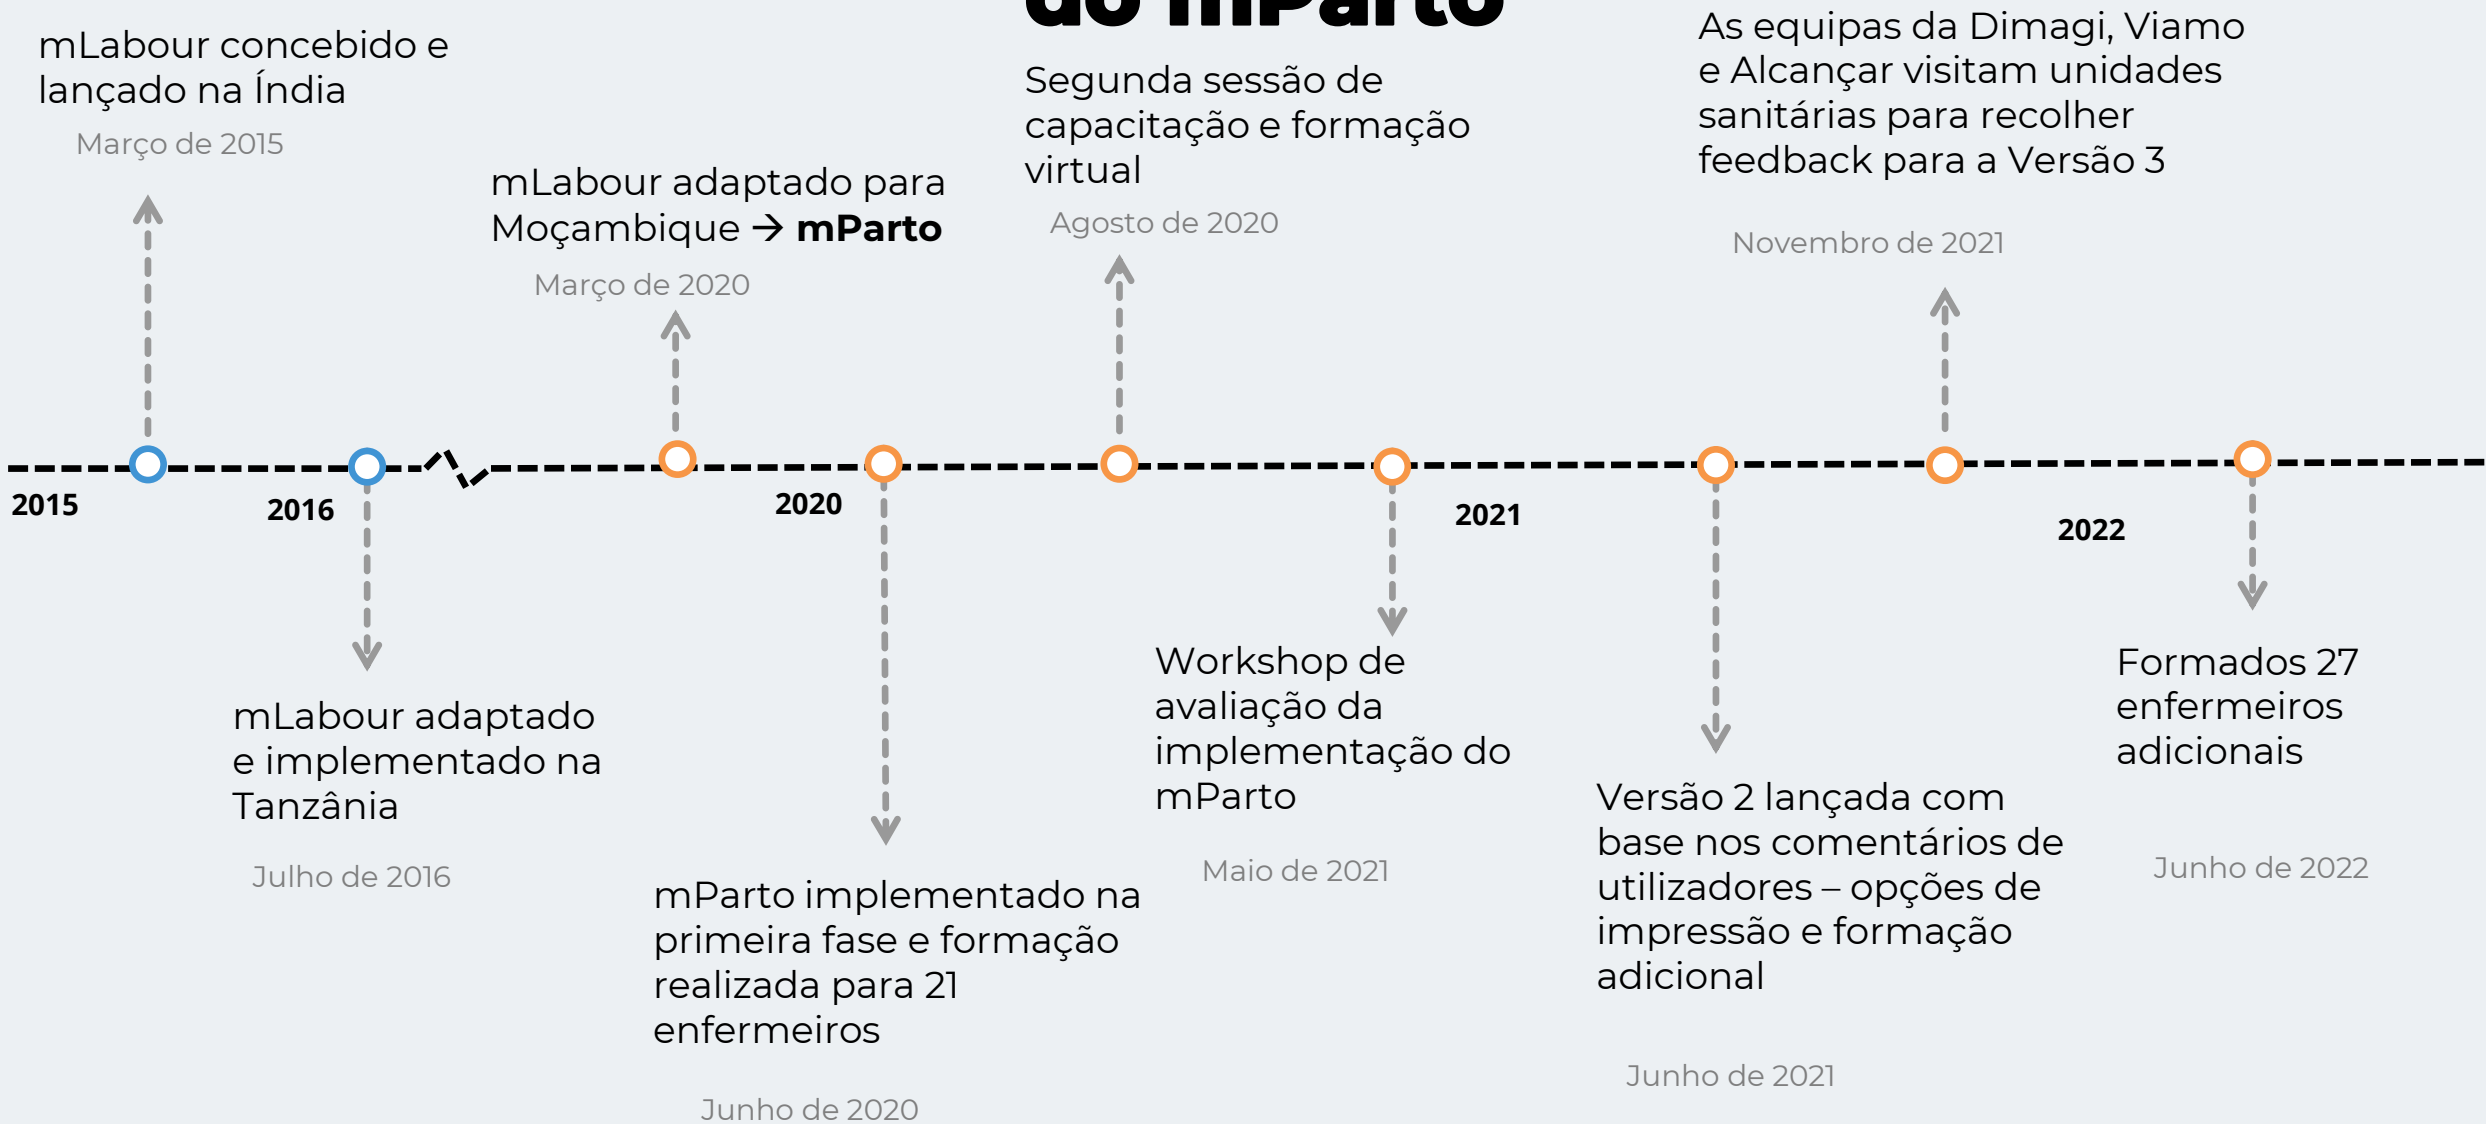 do mParto
mLabour concebido e
lançado na Índia
Março de 2015
mLabour adaptado para
Moçambique → mParto
Março de 2020
Segunda sessão de
capacitação e formação
virtual
Agosto de 2020
As equipas da Dimagi, Viamo
e Alcançar visitam unidades
sanitárias para recolher
feedback para a Versão 3
Novembro de 2021
2015
2016
2020
2021
2022
mLabour adaptado
e implementado na
Tanzânia
Julho de 2016
mParto implementado na
primeira fase e formação
realizada para 21
enfermeiros
Junho de 2020
Workshop de
avaliação da
implementação do
mParto
Maio de 2021
Versão 2 lançada com
base nos comentários de
utilizadores – opções de
impressão e formação
adicional
Junho de 2021
Formados 27
enfermeiros
adicionais
Junho de 2022